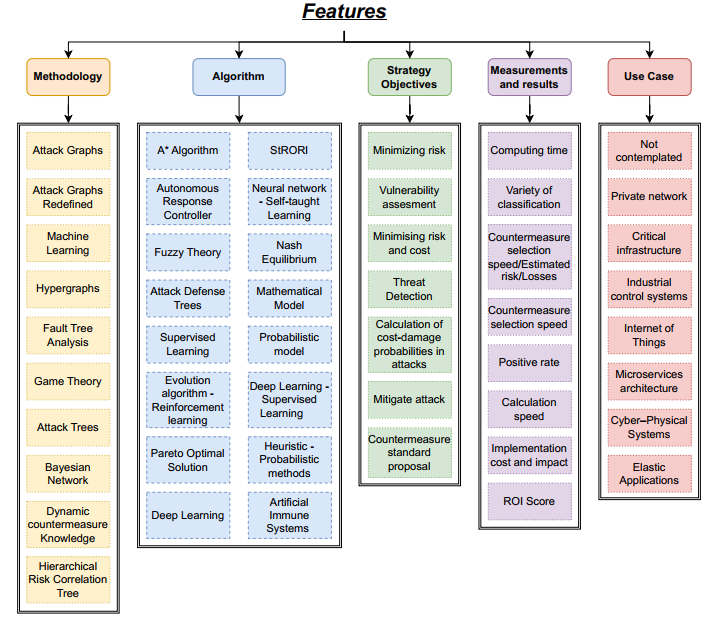 Features
Methodology
Algorithm
Strategy
Objectives
Measurements
and results
Use Case
Attack Graphs
Attack Graphs
Redefined
Machine
Learning
Hypergraphs
Fault Tree
Analysis
Game Theory
Attack Trees
Bayesian
Network
Dynamic
countermeasure
Knowledge
Hierarchical
Risk Correlation
Tree
A* Algorithm
StRORI
Autonomous
Response
Controller
Neural network
- Self-taught
Learning
Fuzzy Theory
Nash
Equilibrium
Attack Defense
Trees
Mathematical
Model
Supervised
Learning
Probabilistic
model
Evolution
algorithm -
Reinforcement
learning
Deep Learning -
Supervised
Learning
Pareto Optimal
Solution
Heuristic -
Probabilistic
methods
Deep Learning
Artificial
Immune
Systems
Minimizing risk
Vulnerability
assesment
Minimising risk
and cost
Threat
Detection
Calculation of
cost-damage
probabilities in
attacks
Mitigate attack
Countermeasure
standard
proposal
Computing time
Variety of
classification
Countermeasure
selection
speed/Estimated
risk/Losses
Countermeasure
selection speed
Positive rate
Calculation
speed
Implementation
cost and impact
ROI Score
Not
contemplated
Private network
Critical
infrastructure
Industrial
control systems
Internet of
Things
Microservices
architecture
Cyber–Physical
Systems
Elastic
Applications